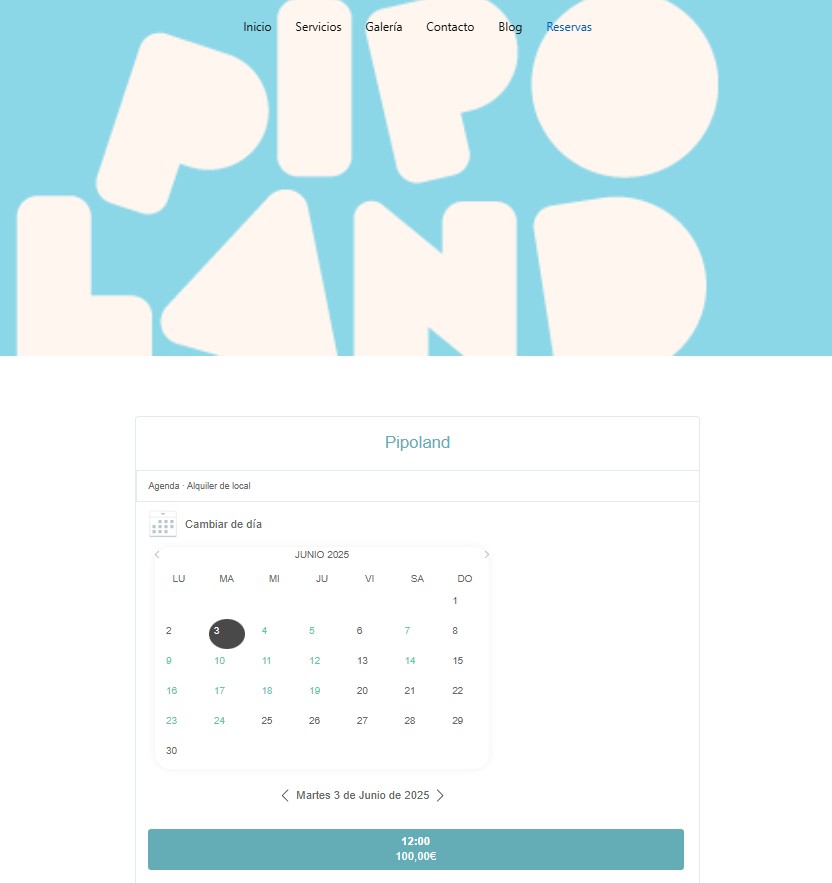 Inicio Servicios Galería Contacto Blog Reservas
PIPO
LAND
Pipoland
Agenda · Alquiler de local
Cambiar de día
JUNIO 2025
LU MA MI JU VI SA DO
1
2 3 4 5 6 7 8
9 10 11 12 13 14 15
16 17 18 19 20 21 22
23 24 25 26 27 28 29
30
Martes 3 de Junio de 2025
12:00
100,00€